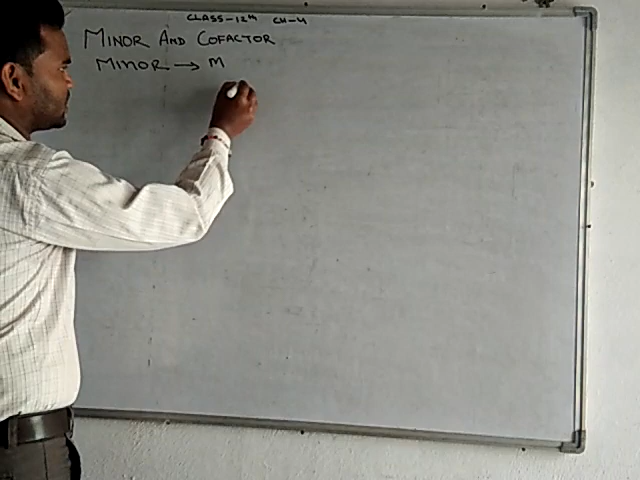 CLASS-12th CH-4
MINOR AND COFACTOR
MINOR → M